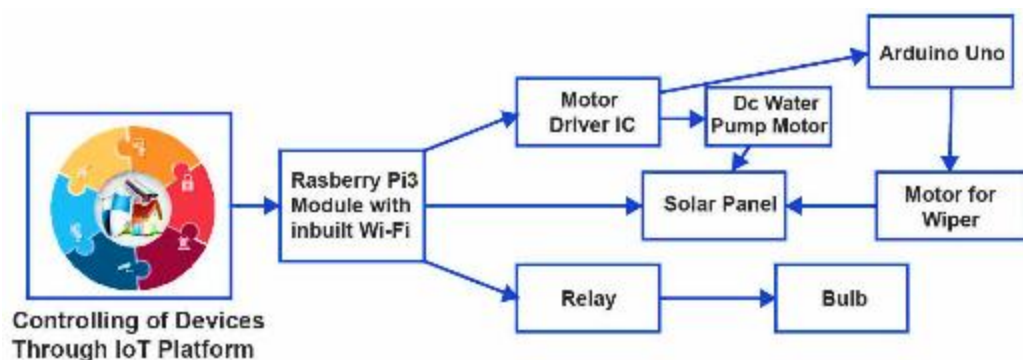 Arduino Uno
Motor
Driver IC
Dc Water
Pump Motor
Rasberry Pi3
Module with
inbuilt Wi-Fi
Solar Panel
Motor for
Wiper
Relay
Bulb
Controlling of Devices
Through IoT Platform